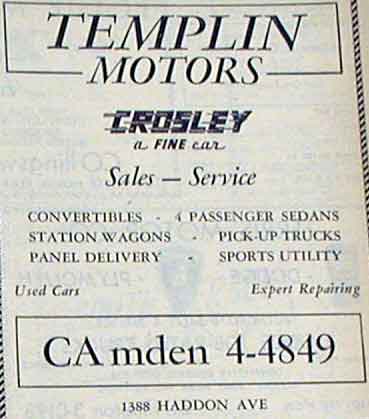 TEMPLIN
MOTORS
CROSLEY
a FINE car
Sales — Service
CONVERTIBLES - 4 PASSENGER SEDANS
STATION WAGONS - PICK-UP TRUCKS
PANEL DELIVERY - SPORTS UTILITY
Used Cars Expert Repairing
CAmden 4-4849
1388 HADDON AVE